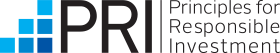 PRI
Principles for
Responsible
Investment